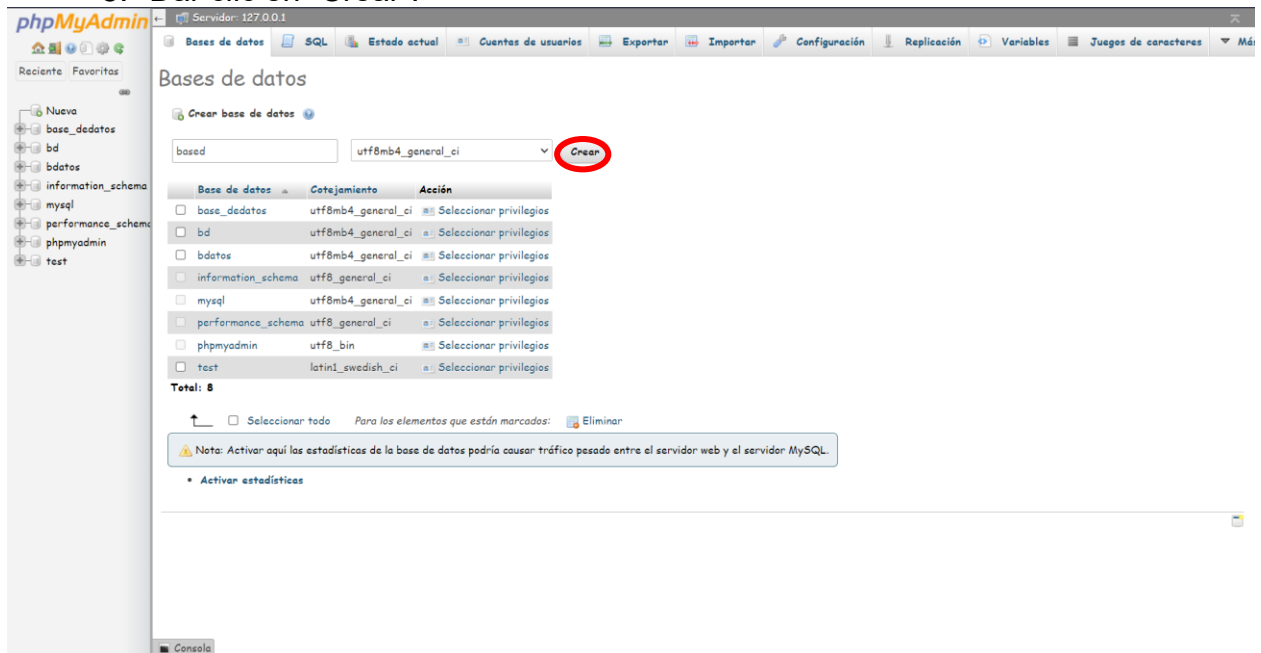 Dar clic en "Crear".
phpMyAdmin
Servidor: 127.0.0.1
Bases de datos SQL Estado actual Cuentas de usuarios Exportar Importar Configuración Replicación Variables Juegos de caracteres
Reciente Favoritas
Nueva
base_dedatos
bd
bdatos
information_schema
mysql
performance_schema
phpmyadmin
test
Bases de datos
Crear base de datos
based utf8mb4_general_ci Crear
Base de datos Cotejamiento Acción
base_dedatos utf8mb4_general_ci Seleccionar privilegios
bd utf8mb4_general_ci Seleccionar privilegios
bdatos utf8mb4_general_ci Seleccionar privilegios
information_schema utf8_general_ci Seleccionar privilegios
mysql utf8mb4_general_ci Seleccionar privilegios
performance_schema utf8_general_ci Seleccionar privilegios
phpmyadmin utf8_bin Seleccionar privilegios
test latin1_swedish_ci Seleccionar privilegios
Total: 8
Seleccionar todo Para los elementos que están marcados: Eliminar
Nota: Activar aquí las estadísticas de la base de datos podría causar tráfico pesado entre el servidor web y el servidor MySQL.
• Activar estadísticas
Consola